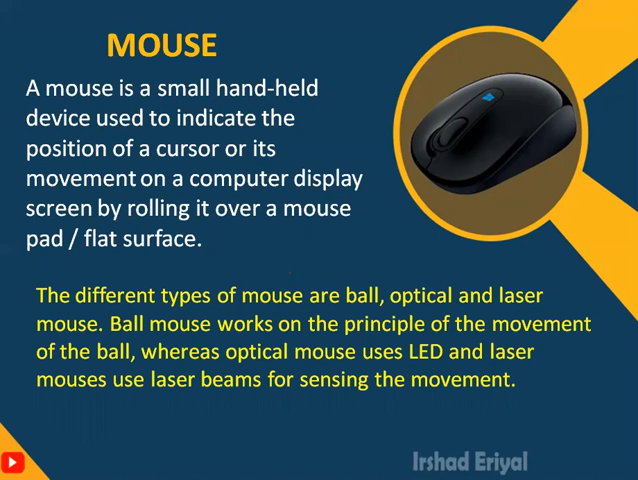 MOUSE
A mouse is a small hand-held
device used to indicate the
position of a cursor or its
movement on a computer display
screen by rolling it over a mouse
pad / flat surface.
The different types of mouse are ball, optical and laser
mouse. Ball mouse works on the principle of the movement
of the ball, whereas optical mouse uses LED and laser
mouses use laser beams for sensing the movement.
Irshad Eriyal